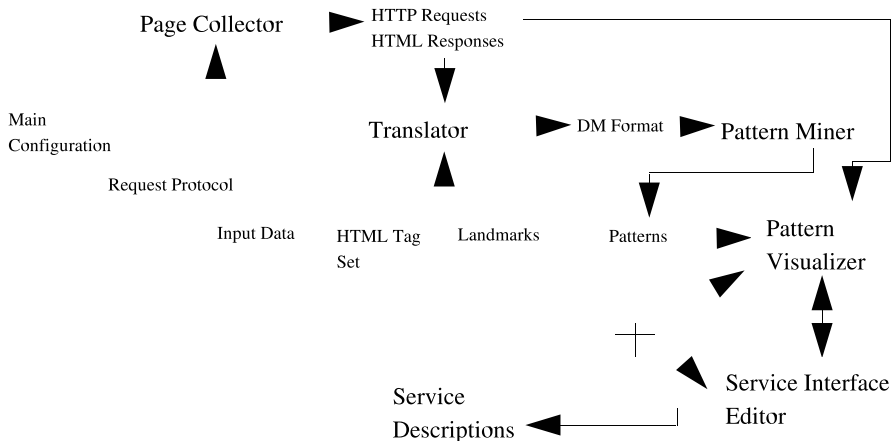 Page Collector
HTTP Requests
HTML Responses
Main
Configuration
Translator
DM Format
Pattern Miner
Request Protocol
Input Data
HTML Tag
Set
Landmarks
Patterns
Pattern
Visualizer
Service Interface
Editor
Service
Descriptions